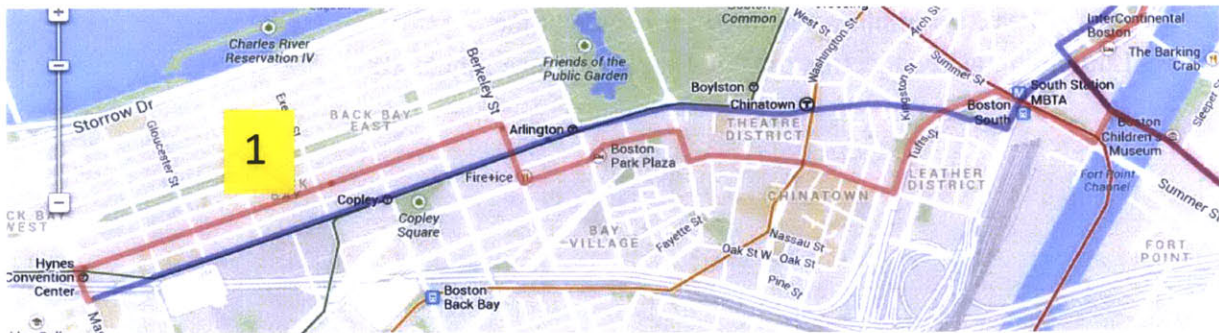 Charles River
Reservation IV
Storrow Dr
Gloucester St
BACK BAY
EAST
1
Berkeley St
Friends of the
Public Garden
Boston
Common
West St
Washington St
Arch St
Summer St
InterContinental
Boston
The Barking
Crab
Sleeper St
Boylston
Chinatown
THEATRE
DISTRICT
Kingston St
Tufts St
South Station
MBTA
Boston
South
Boston
Children's
Museum
Fort Point
Channel
Summer St
Arlington
Boston
Park Plaza
Fire+ice
Copley
Copley
Square
LEATHER
DISTRICT
CHINATOWN
BAY
VILLAGE
Fayette St
Nassau St
Oak St W
Oak St
Pine St
FORT
POINT
WEST
Hynes
Convention
Center
Boston
Back Bay